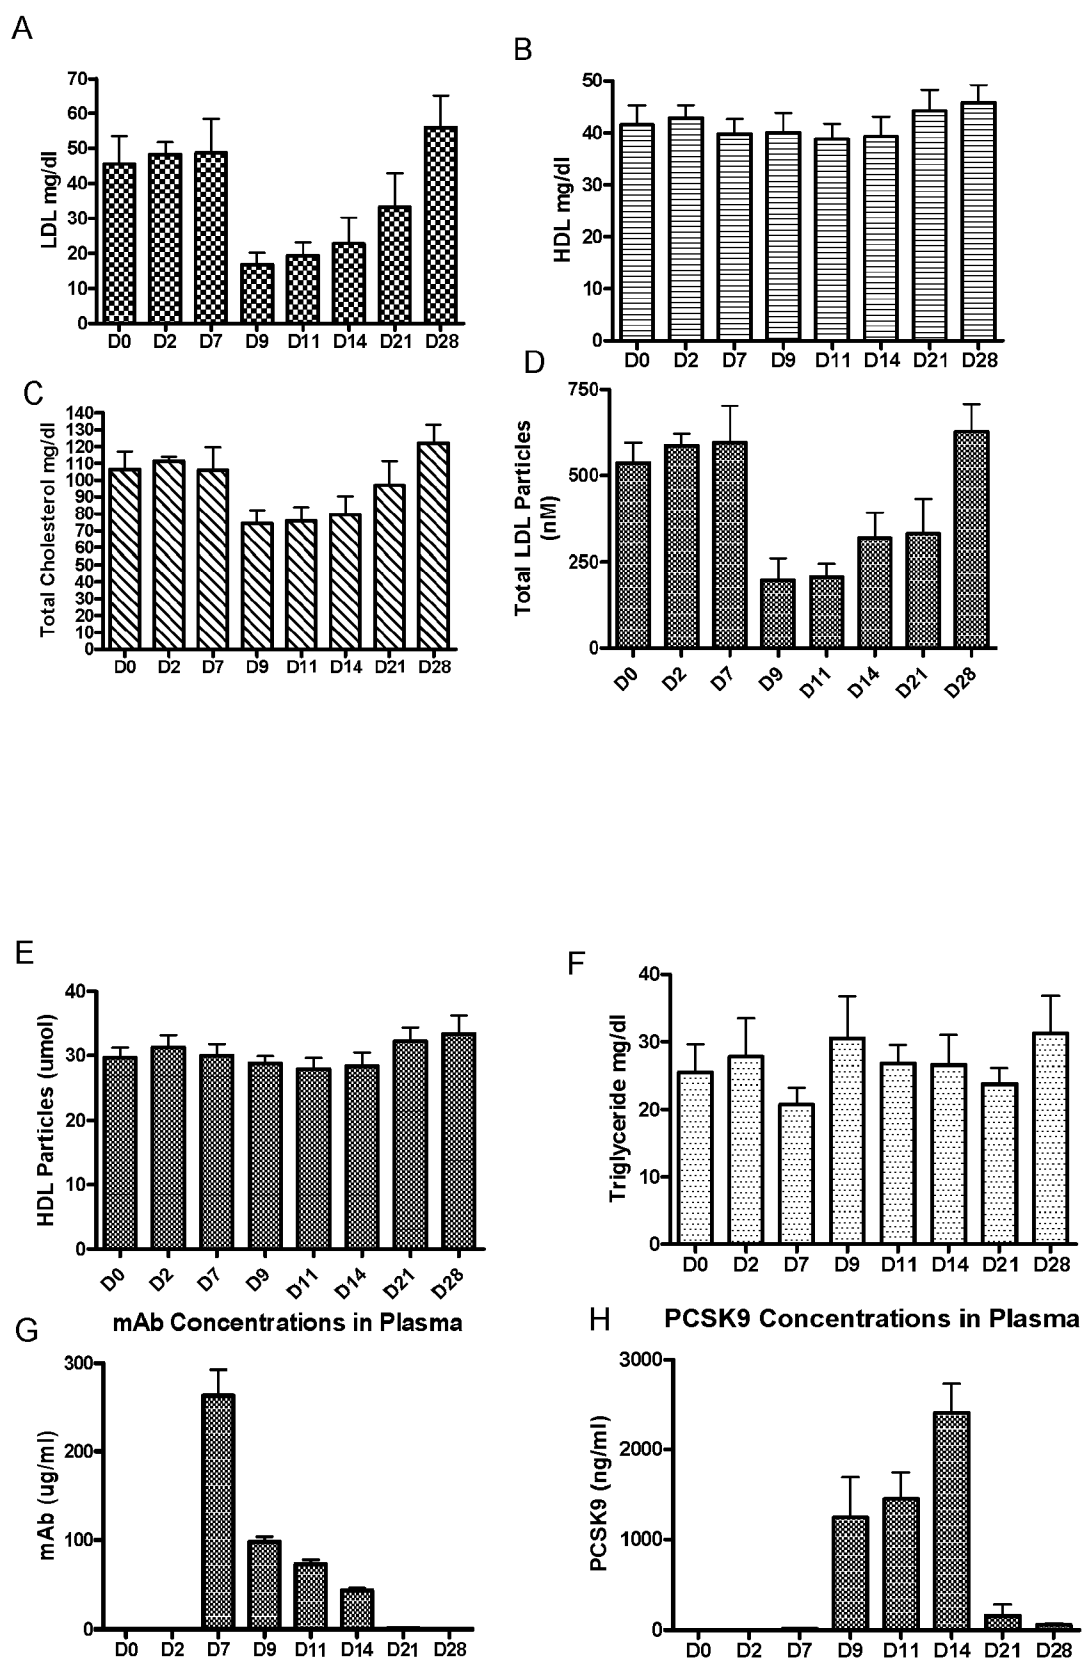 A
LDL mg/dl
70
60
50
40
30
20
10
0
D0 D2 D7 D9 D11 D14 D21 D28
B
HDL mg/dl
50
40
30
20
10
0
D0 D2 D7 D9 D11 D14 D21 D28
C
Total Cholesterol mg/dl
140
130
120
110
100
90
80
70
60
50
40
30
20
10
0
D0 D2 D7 D9 D11 D14 D21 D28
D
Total LDL Particles
(nM)
750
500
250
0
D0 D2 D7 D9 D11 D14 D21 D28
E
HDL Particles (umol)
40
30
20
10
0
D0 D2 D7 D9 D11 D14 D21 D28
F
Triglyceride mg/dl
40
30
20
10
0
D0 D2 D7 D9 D11 D14 D21 D28
G
mAb Concentrations in Plasma
mAb (ug/ml)
300
200
100
0
D0 D2 D7 D9 D11 D14 D21 D28
H
PCSK9 Concentrations in Plasma
PCSK9 (ng/ml)
3000
2000
1000
0
D0 D2 D7 D9 D11 D14 D21 D28